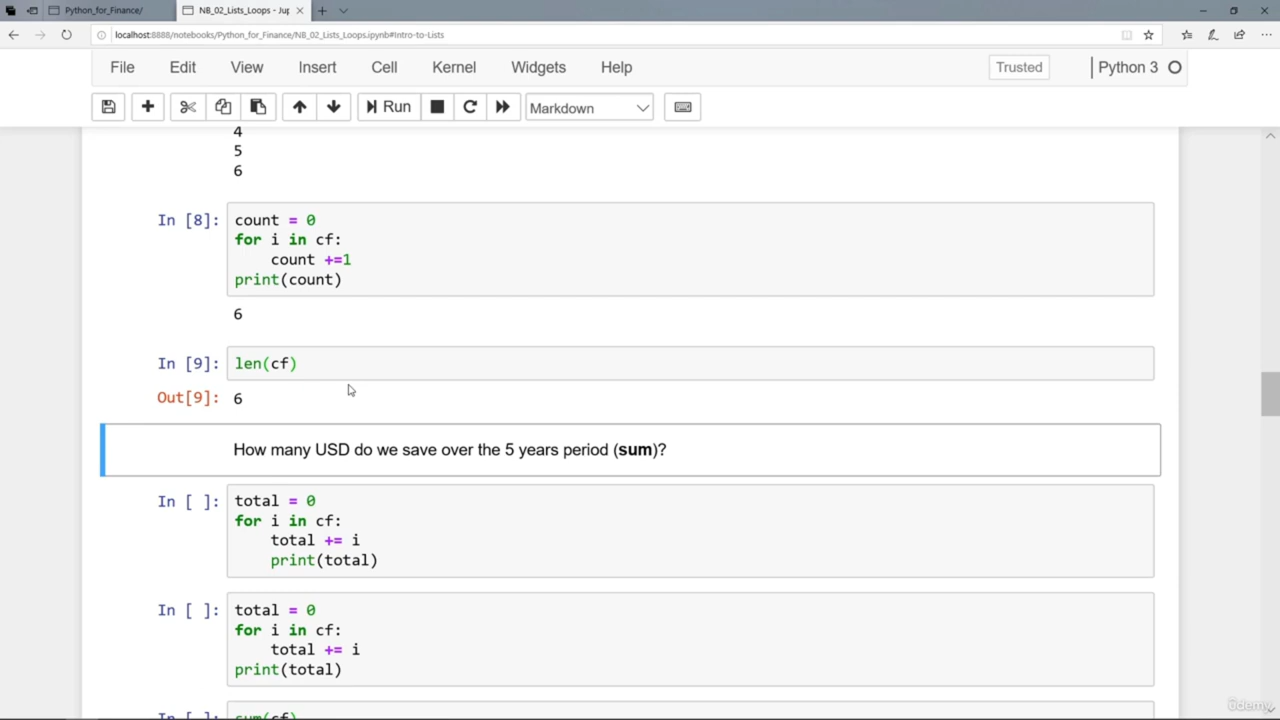 Python_for_Finance/
NB_02_Lists_Loops - Jup
localhost:8888/notebooks/Python_for_Finance/NB_02_Lists_Loops.ipynb#Intro-to-Lists
File Edit View Insert Cell Kernel Widgets Help Trusted Python 3
Run Markdown
4
5
6
In [8]: count = 0
for i in cf:
    count +=1
print(count)
6
In [9]: len(cf)
Out[9]: 6
How many USD do we save over the 5 years period (sum)?
In [ ]: total = 0
for i in cf:
    total += i
    print(total)
In [ ]: total = 0
for i in cf:
    total += i
print(total)
In [ ]: sum(cf)
ûdemy